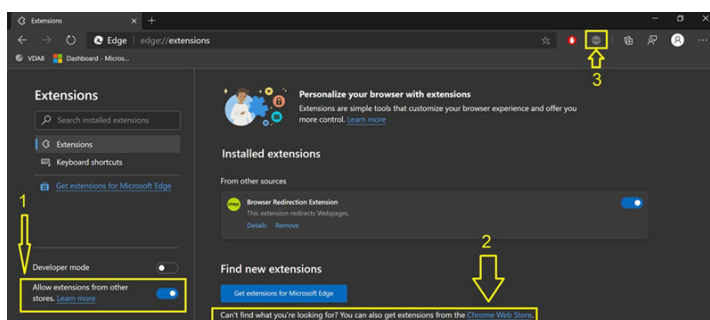 Extensions
Edge edge://extensions
VDA8 Dashboard - Micros...
3
Extensions
Search installed extensions
Extensions
Keyboard shortcuts
Get extensions for Microsoft Edge
1
Developer mode
Allow extensions from other
stores. Learn more
Personalize your browser with extensions
Extensions are simple tools that customize your browser experience and offer you
more control. Learn more
Installed extensions
From other sources
Browser Redirection Extension
This extension redirects Webpages.
Details Remove
2
Find new extensions
Get extensions for Microsoft Edge
Can't find what you're looking for? You can also get extensions from the Chrome Web Store.